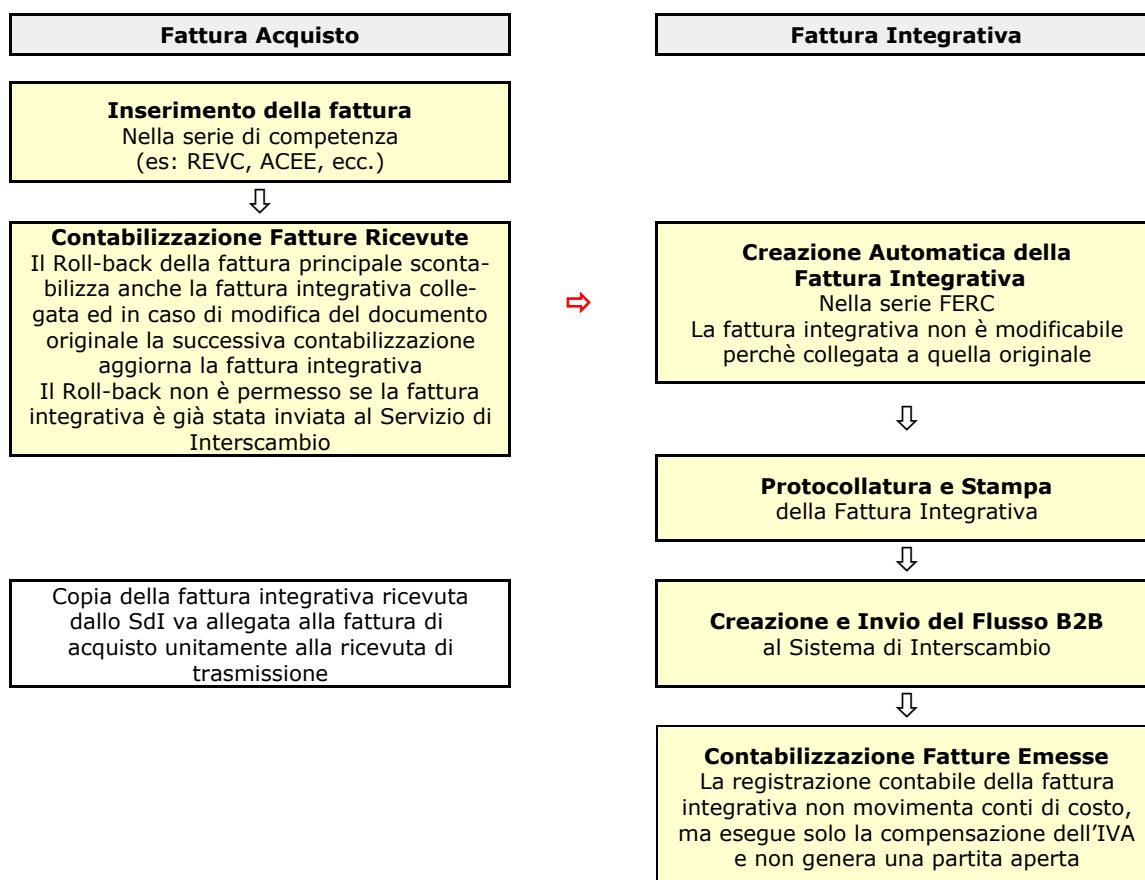 Fattura Acquisto
Inserimento della fattura
Nella serie di competenza
(es: REVC, ACEE, ecc.)
Contabilizzazione Fatture Ricevute
Il Roll-back della fattura principale sconta-
bilizza anche la fattura integrativa colle-
gata ed in caso di modifica del documento
originale la successiva contabilizzazione
aggiorna la fattura integrativa
Il Roll-back non è permesso se la fattura
integrativa è già stata inviata al Servizio di
Interscambio
Copia della fattura integrativa ricevuta
dallo SdI va allegata alla fattura di
acquisto unitamente alla ricevuta di
trasmissione
Fattura Integrativa
Creazione Automatica della
Fattura Integrativa
Nella serie FERC
La fattura integrativa non è modificabile
perchè collegata a quella originale
Protocollatura e Stampa
della Fattura Integrativa
Creazione e Invio del Flusso B2B
al Sistema di Interscambio
Contabilizzazione Fatture Emesse
La registrazione contabile della fattura
integrativa non movimenta conti di costo,
ma esegue solo la compensazione dell'IVA
e non genera una partita aperta